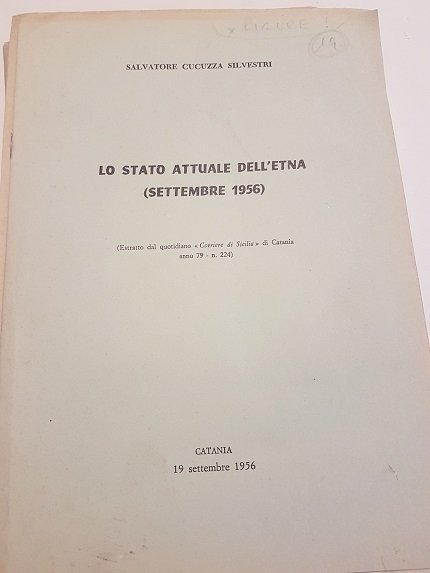 x FIGURE !
19
SALVATORE CUCUZZA SILVESTRI
LO STATO ATTUALE DELL'ETNA
(SETTEMBRE 1956)
(Estratto dal quotidiano « Corriere di Sicilia » di Catania
anno 79 - n. 224)
CATANIA
19 settembre 1956